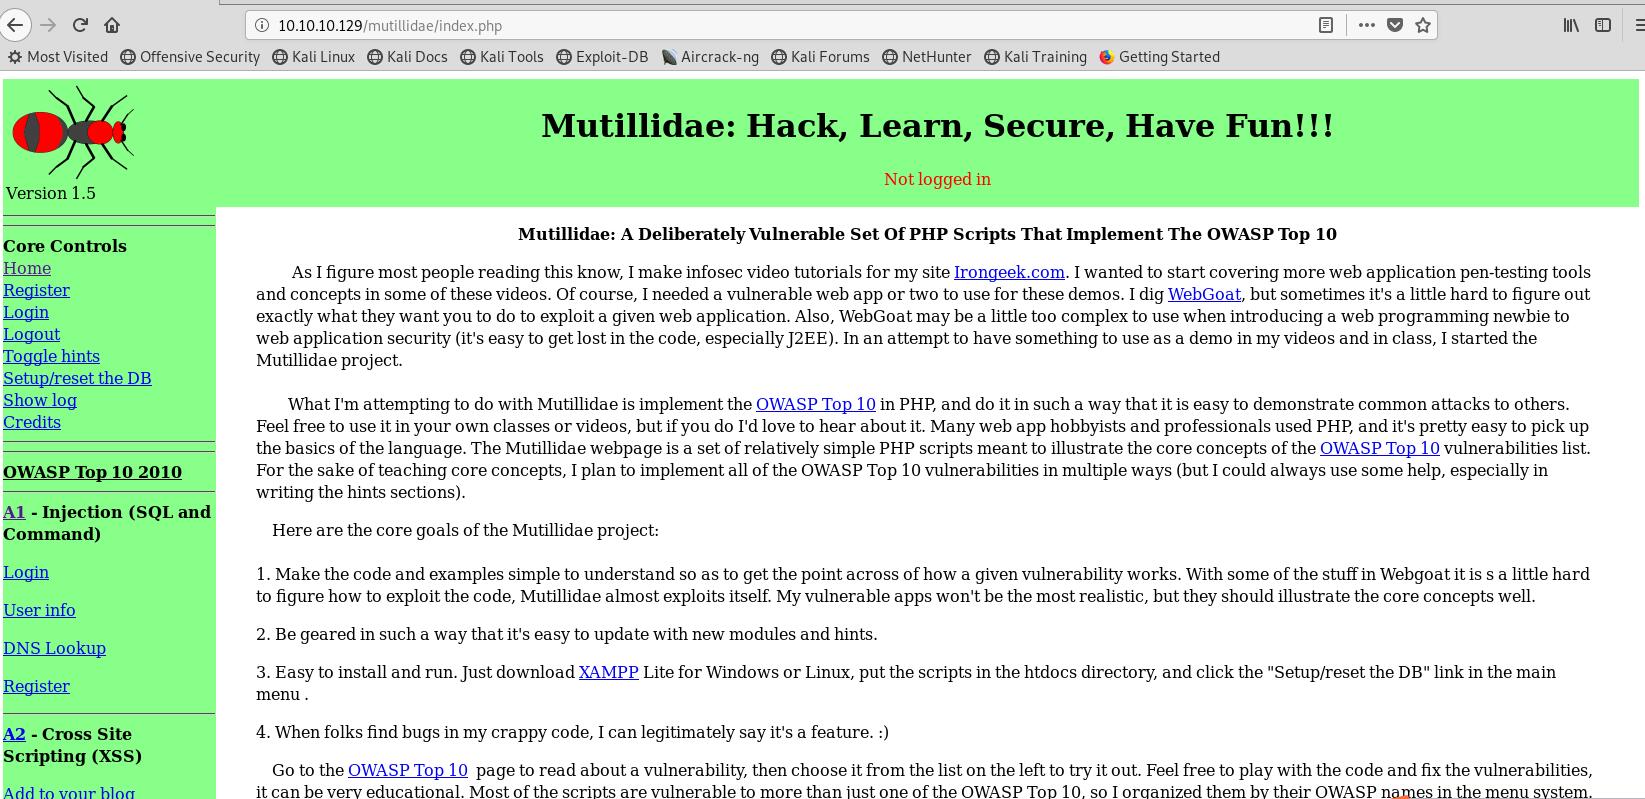 10.10.10.129/mutillidae/index.php
Most Visited Offensive Security Kali Linux Kali Docs Kali Tools Exploit-DB Aircrack-ng Kali Forums NetHunter Kali Training Getting Started
Mutillidae: Hack, Learn, Secure, Have Fun!!!
Not logged in
Version 1.5
Core Controls
Home
Register
Login
Logout
Toggle hints
Setup/reset the DB
Show log
Credits
OWASP Top 10 2010
A1 - Injection (SQL and
Command)
Login
User info
DNS Lookup
Register
A2 - Cross Site
Scripting (XSS)
Add to your blog
Mutillidae: A Deliberately Vulnerable Set Of PHP Scripts That Implement The OWASP Top 10
As I figure most people reading this know, I make infosec video tutorials for my site Irongeek.com. I wanted to start covering more web application pen-testing tools
and concepts in some of these videos. Of course, I needed a vulnerable web app or two to use for these demos. I dig WebGoat, but sometimes it's a little hard to figure out
exactly what they want you to do to exploit a given web application. Also, WebGoat may be a little too complex to use when introducing a web programming newbie to
web application security (it's easy to get lost in the code, especially J2EE). In an attempt to have something to use as a demo in my videos and in class, I started the
Mutillidae project.
What I'm attempting to do with Mutillidae is implement the OWASP Top 10 in PHP, and do it in such a way that it is easy to demonstrate common attacks to others.
Feel free to use it in your own classes or videos, but if you do I'd love to hear about it. Many web app hobbyists and professionals used PHP, and it's pretty easy to pick up
the basics of the language. The Mutillidae webpage is a set of relatively simple PHP scripts meant to illustrate the core concepts of the OWASP Top 10 vulnerabilities list.
For the sake of teaching core concepts, I plan to implement all of the OWASP Top 10 vulnerabilities in multiple ways (but I could always use some help, especially in
writing the hints sections).
Here are the core goals of the Mutillidae project:
1. Make the code and examples simple to understand so as to get the point across of how a given vulnerability works. With some of the stuff in Webgoat it is s a little hard
to figure how to exploit the code, Mutillidae almost exploits itself. My vulnerable apps won't be the most realistic, but they should illustrate the core concepts well.
2. Be geared in such a way that it's easy to update with new modules and hints.
3. Easy to install and run. Just download XAMPP Lite for Windows or Linux, put the scripts in the htdocs directory, and click the "Setup/reset the DB" link in the main
menu .
4. When folks find bugs in my crappy code, I can legitimately say it's a feature. :)
Go to the OWASP Top 10 page to read about a vulnerability, then choose it from the list on the left to try it out. Feel free to play with the code and fix the vulnerabilities,
it can be very educational. Most of the scripts are vulnerable to more than just one of the OWASP Top 10, so I organized them by their OWASP names in the menu system.